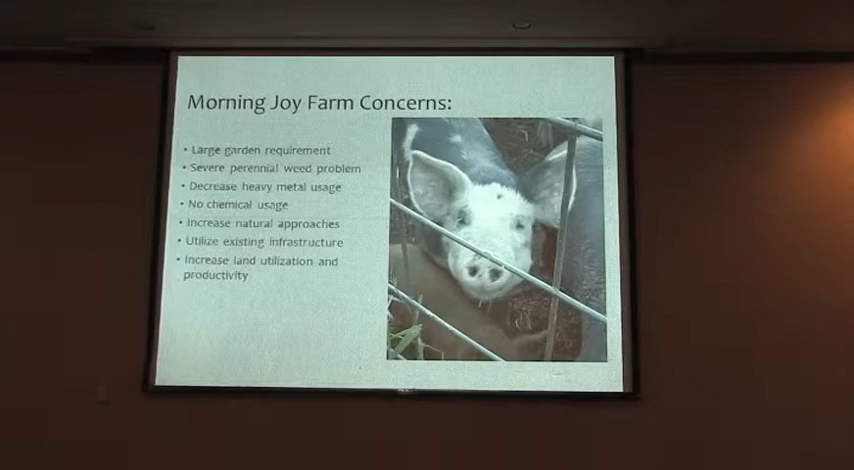 Morning Joy Farm Concerns:
• Large garden requirement
• Severe perennial weed problem
• Decrease heavy metal usage
• No chemical usage
• Increase natural approaches
• Utilize existing infrastructure
• Increase land utilization and
productivity